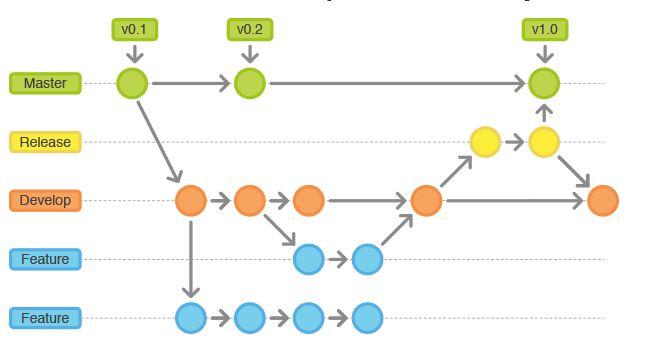 v0.1
v0.2
v1.0
Master
Release
Develop
Feature
Feature